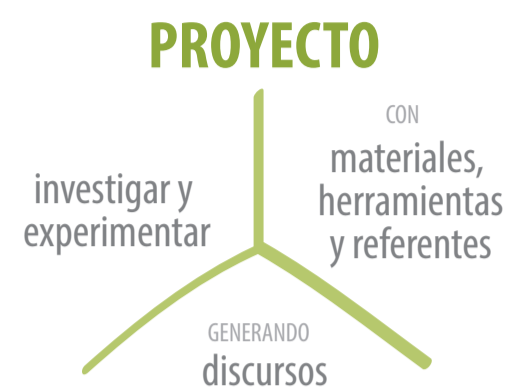 PROYECTO
investigar y
experimentar
CON
materiales,
herramientas
y referentes
GENERANDO
discursos